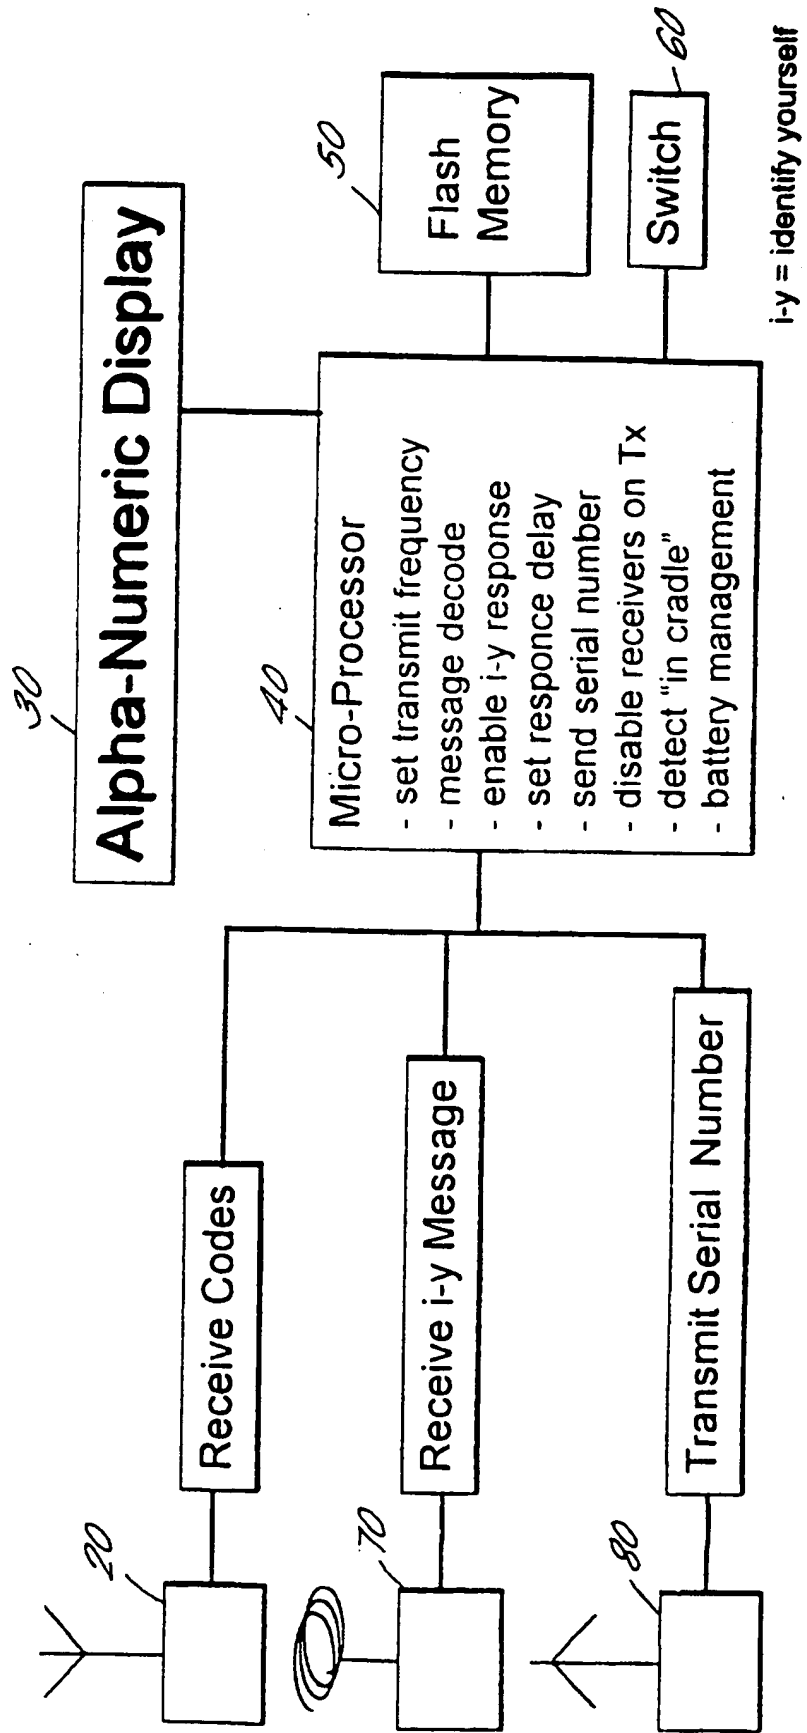 30
Alpha-Numeric Display
40
Micro-Processor
- set transmit frequency
- message decode
- enable i-y response
- set responce delay
- send serial number
- disable receivers on Tx
- detect "in cradle"
- battery management
50
Flash
Memory
60
Switch
20
Receive Codes
70
Receive i-y Message
80
Transmit Serial Number
i-y = identify yourself